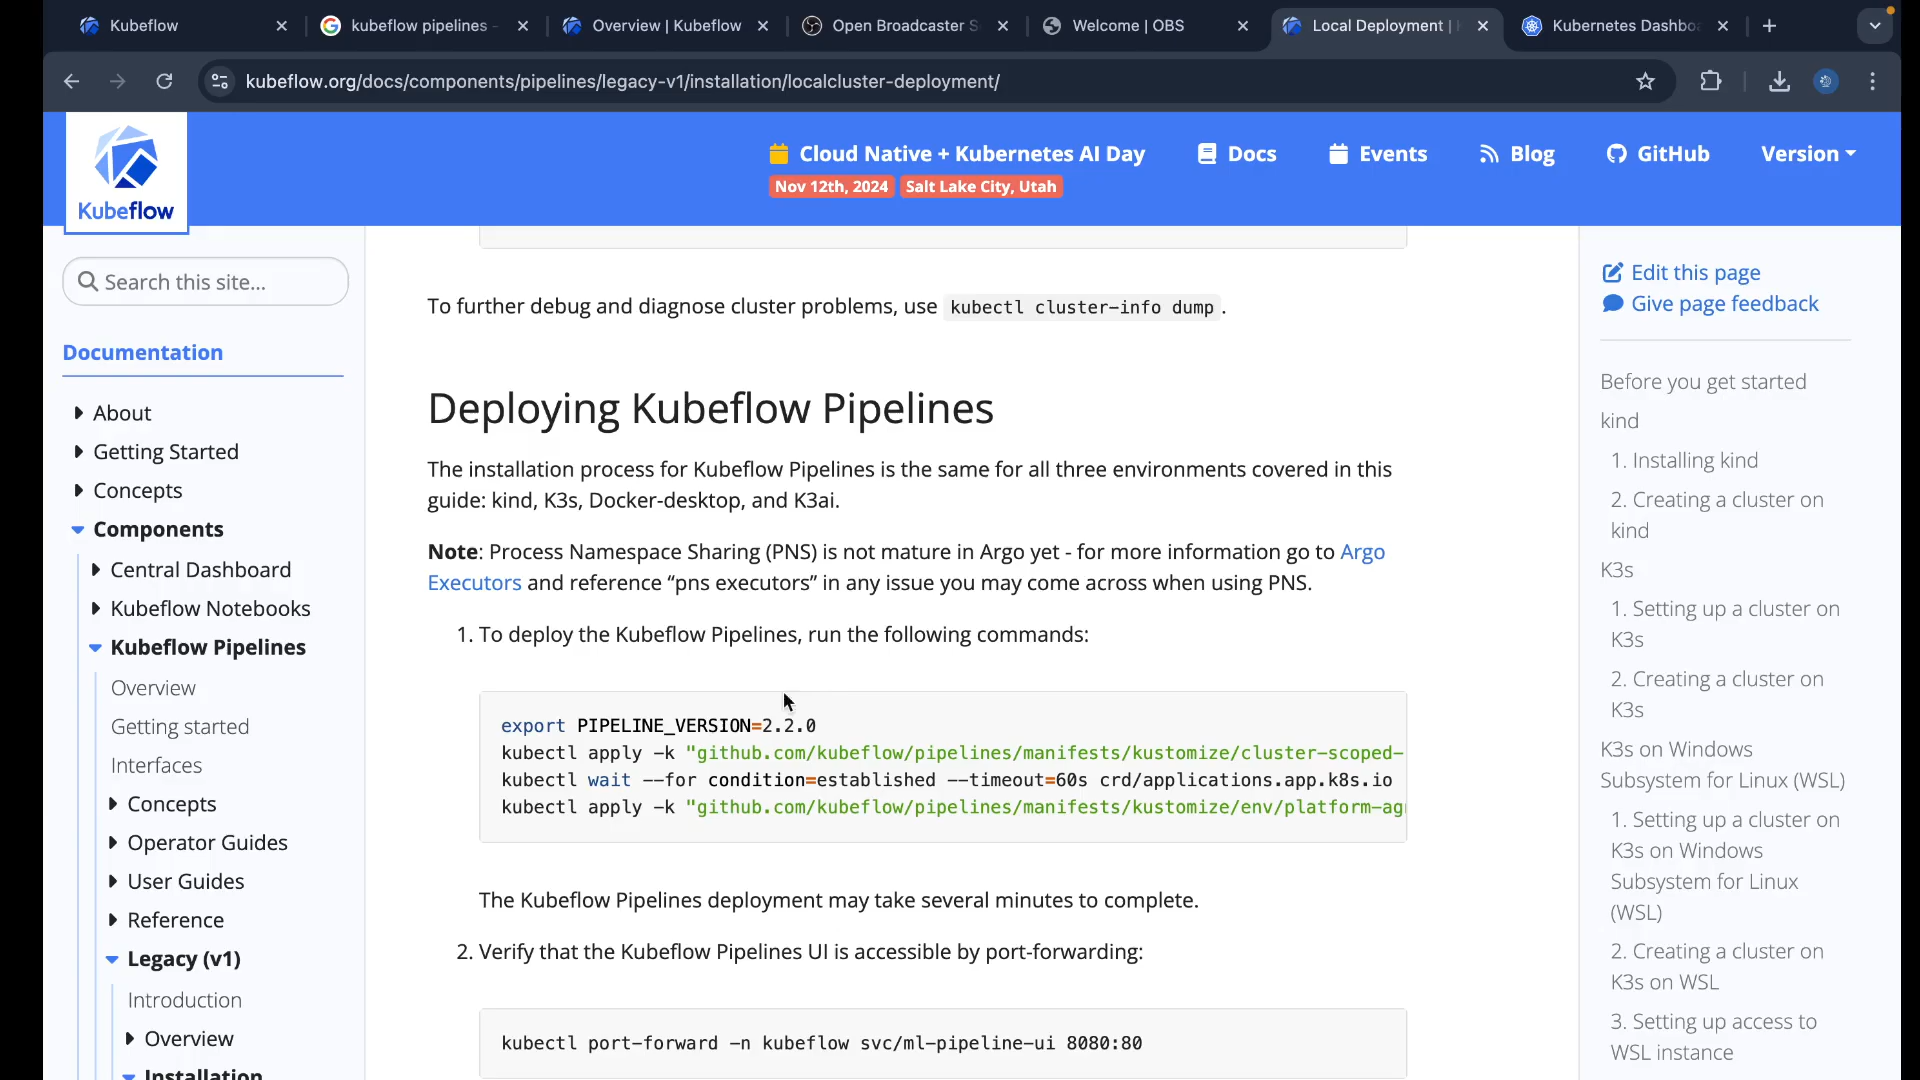 Kubeflow
kubeflow pipelines -
Overview | Kubeflow
Open Broadcaster S
Welcome | OBS
Local Deployment |
Kubernetes Dashbo
kubeflow.org/docs/components/pipelines/legacy-v1/installation/localcluster-deployment/
Kubeflow
Cloud Native + Kubernetes AI Day
Nov 12th, 2024
Salt Lake City, Utah
Docs
Events
Blog
GitHub
Version
Search this site...
Documentation
About
Getting Started
Concepts
Components
Central Dashboard
Kubeflow Notebooks
Kubeflow Pipelines
Overview
Getting started
Interfaces
Concepts
Operator Guides
User Guides
Reference
Legacy (v1)
Introduction
Overview
Installation
To further debug and diagnose cluster problems, use kubectl cluster-info dump.
Deploying Kubeflow Pipelines
The installation process for Kubeflow Pipelines is the same for all three environments covered in this
guide: kind, K3s, Docker-desktop, and K3ai.
Note: Process Namespace Sharing (PNS) is not mature in Argo yet - for more information go to Argo
Executors and reference “pns executors” in any issue you may come across when using PNS.
1. To deploy the Kubeflow Pipelines, run the following commands:
export PIPELINE_VERSION=2.2.0
kubectl apply -k "github.com/kubeflow/pipelines/manifests/kustomize/cluster-scoped-
kubectl wait --for condition=established --timeout=60s crd/applications.app.k8s.io
kubectl apply -k "github.com/kubeflow/pipelines/manifests/kustomize/env/platform-ag
The Kubeflow Pipelines deployment may take several minutes to complete.
2. Verify that the Kubeflow Pipelines UI is accessible by port-forwarding:
kubectl port-forward -n kubeflow svc/ml-pipeline-ui 8080:80
Edit this page
Give page feedback
Before you get started
kind
1. Installing kind
2. Creating a cluster on
kind
K3s
1. Setting up a cluster on
K3s
2. Creating a cluster on
K3s
K3s on Windows
Subsystem for Linux (WSL)
1. Setting up a cluster on
K3s on Windows
Subsystem for Linux
(WSL)
2. Creating a cluster on
K3s on WSL
3. Setting up access to
WSL instance